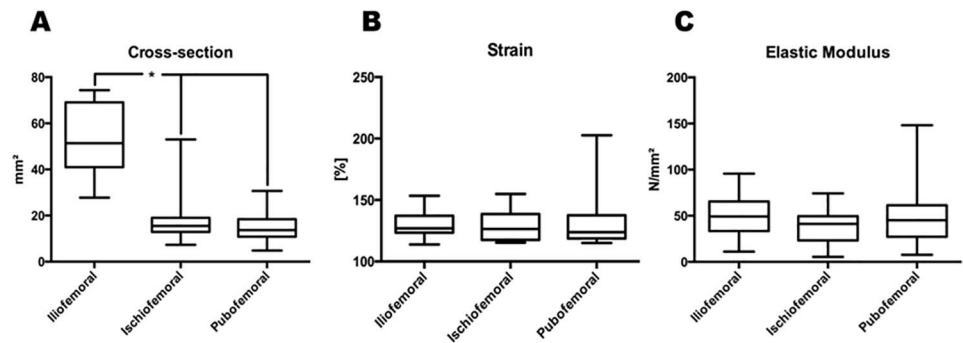 A
Cross-section
mm²
80
60
40
20
0
*
Iliofemoral
Ischiofemoral
Pubofemoral
B
Strain
[%]
250
200
150
100
Iliofemoral
Ischiofemoral
Pubofemoral
C
Elastic Modulus
N/mm²
200
150
100
50
0
Iliofemoral
Ischiofemoral
Pubofemoral